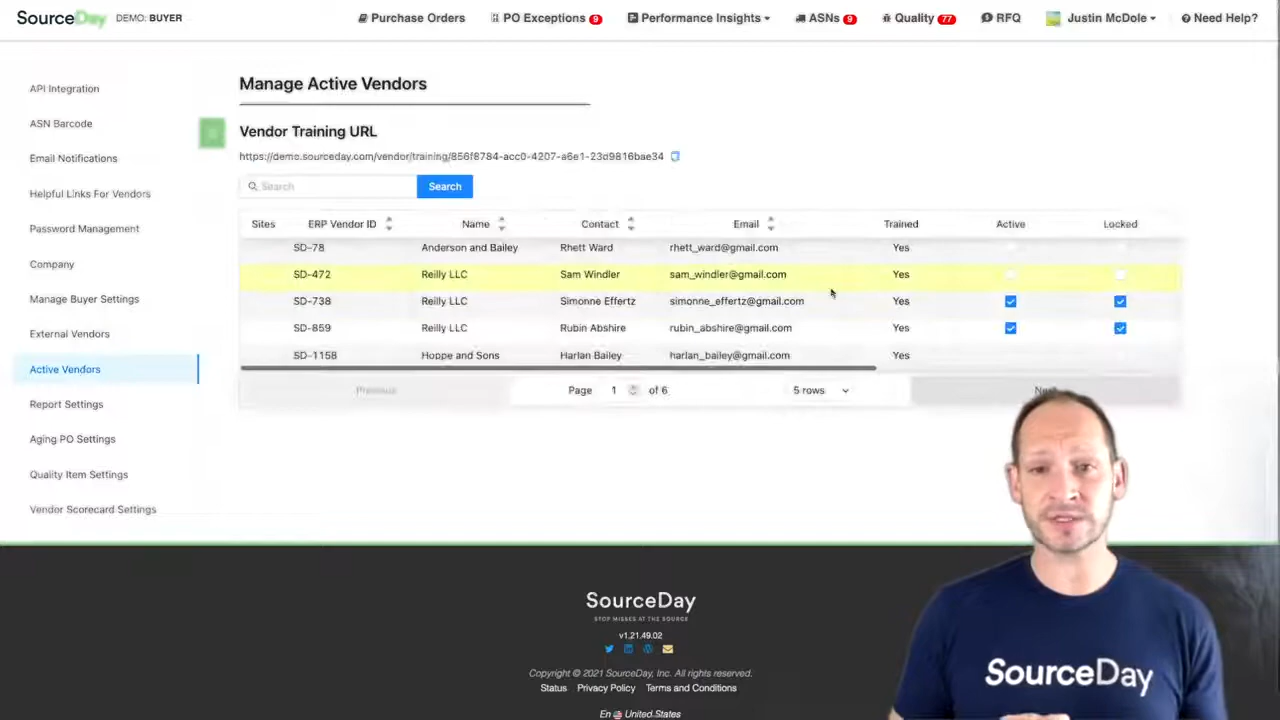 SourceDay DEMO: BUYER Purchase Orders PO Exceptions 9 Performance Insights ASNs 9 Quality 77 RFQ Justin McDole Need Help?
API Integration
ASN Barcode
Email Notifications
Helpful Links For Vendors
Password Management
Company
Manage Buyer Settings
External Vendors
Active Vendors
Report Settings
Aging PO Settings
Quality Item Settings
Vendor Scorecard Settings
Manage Active Vendors
Vendor Training URL
https://demo.sourceday.com/vendor/training/856f8784-acc0-4207-a6e1-23d9816bae34
Search Search
Sites ERP Vendor ID Name Contact Email Trained Active Locked
SD-78 Anderson and Bailey Rhett Ward rhett_ward@gmail.com Yes
SD-472 Reilly LLC Sam Windler sam_windler@gmail.com Yes
SD-738 Reilly LLC Simonne Effertz simonne_effertz@gmail.com Yes
SD-859 Reilly LLC Rubin Abshire rubin_abshire@gmail.com Yes
SD-1158 Hoppe and Sons Harlan Bailey harlan_bailey@gmail.com Yes
Previous Page 1 of 6 5 rows
SourceDay
STOP MISSES AT THE SOURCE
v1.21.49.02
Copyright © 2021 SourceDay, Inc. All rights reserved.
Status Privacy Policy Terms and Conditions
En United States
SourceDay